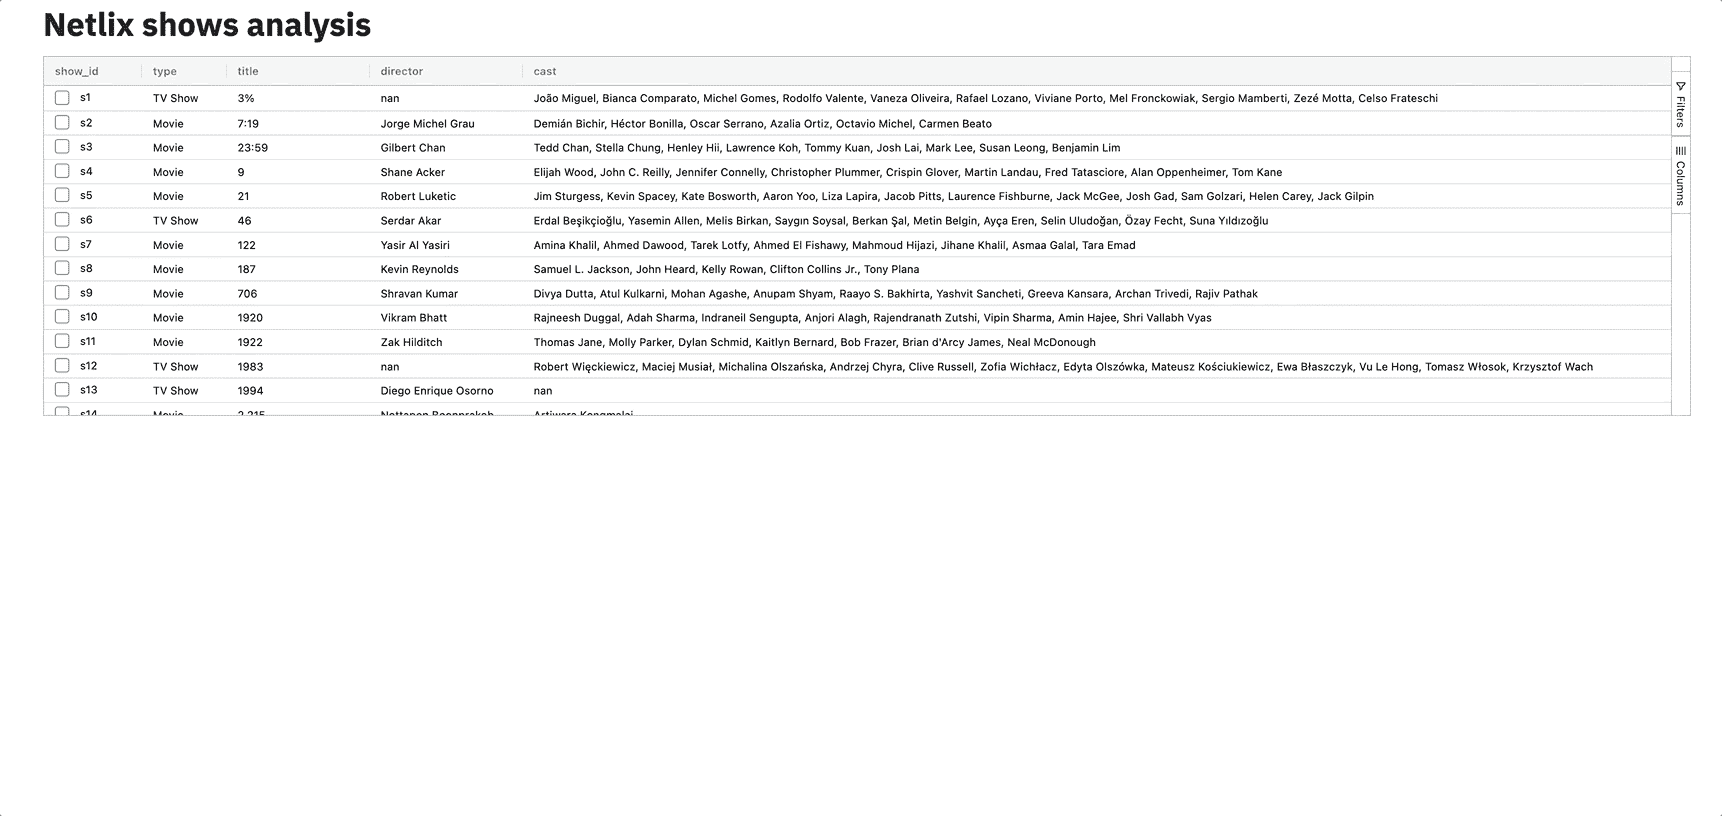 Netlix shows analysis
show_id type title director cast
s1 TV Show 3% nan João Miguel, Bianca Comparato, Michel Gomes, Rodolfo Valente, Vaneza Oliveira, Rafael Lozano, Viviane Porto, Mel Fronckowiak, Sergio Mamberti, Zezé Motta, Celso Frateschi
s2 Movie 7:19 Jorge Michel Grau Demián Bichir, Héctor Bonilla, Oscar Serrano, Azalia Ortiz, Octavio Michel, Carmen Beato
s3 Movie 23:59 Gilbert Chan Tedd Chan, Stella Chung, Henley Hii, Lawrence Koh, Tommy Kuan, Josh Lai, Mark Lee, Susan Leong, Benjamin Lim
s4 Movie 9 Shane Acker Elijah Wood, John C. Reilly, Jennifer Connelly, Christopher Plummer, Crispin Glover, Martin Landau, Fred Tatasciore, Alan Oppenheimer, Tom Kane
s5 Movie 21 Robert Luketic Jim Sturgess, Kevin Spacey, Kate Bosworth, Aaron Yoo, Liza Lapira, Jacob Pitts, Laurence Fishburne, Jack McGee, Josh Gad, Sam Golzari, Helen Carey, Jack Gilpin
s6 TV Show 46 Serdar Akar Erdal Beşikçioğlu, Yasemin Allen, Melis Birkan, Saygın Soysal, Berkan Şal, Metin Belgin, Ayça Eren, Selin Uludoğan, Özay Fecht, Suna Yıldızoğlu
s7 Movie 122 Yasir Al Yasiri Amina Khalil, Ahmed Dawood, Tarek Lotfy, Ahmed El Fishawy, Mahmoud Hijazi, Jihane Khalil, Asmaa Galal, Tara Emad
s8 Movie 187 Kevin Reynolds Samuel L. Jackson, John Heard, Kelly Rowan, Clifton Collins Jr., Tony Plana
s9 Movie 706 Shravan Kumar Divya Dutta, Atul Kulkarni, Mohan Agashe, Anupam Shyam, Raayo S. Bakhirta, Yashvit Sancheti, Greeva Kansara, Archan Trivedi, Rajiv Pathak
s10 Movie 1920 Vikram Bhatt Rajneesh Duggal, Adah Sharma, Indraneil Sengupta, Anjori Alagh, Rajendranath Zutshi, Vipin Sharma, Amin Hajee, Shri Vallabh Vyas
s11 Movie 1922 Zak Hilditch Thomas Jane, Molly Parker, Dylan Schmid, Kaitlyn Bernard, Bob Frazer, Brian d'Arcy James, Neal McDonough
s12 TV Show 1983 nan Robert Więckiewicz, Maciej Musiał, Michalina Olszańska, Andrzej Chyra, Clive Russell, Zofia Wichłacz, Edyta Olszówka, Mateusz Kościukiewicz, Ewa Błaszczyk, Vu Le Hong, Tomasz Włosok, Krzysztof Wach
s13 TV Show 1994 Diego Enrique Osorno nan
s14 Movie 2,215 Nottapon Boonprakob Artiwara Kongmalai
Filters
Columns